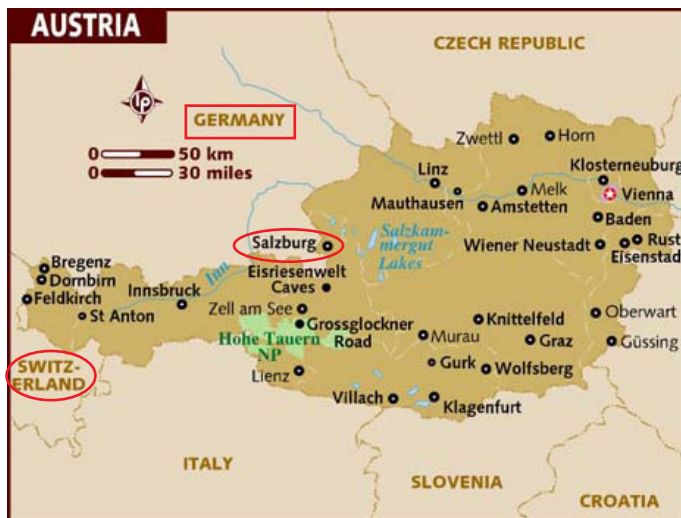 AUSTRIA
CZECH REPUBLIC
lp
GERMANY
0 50 km
0 30 miles
Zwettl
Horn
Linz
Klosterneuburg
Mauthausen
Melk
Vienna
Amstetten
Baden
Salzburg
Salzkam-
mergut
Lakes
Wiener Neustadt
Rust
Eisenstad
Bregenz
Dornbirn
Feldkirch
Inn
Eisriesenwelt
Caves
Innsbruck
St Anton
Zell am See
Grossglockner
Road
Hohe Tauern
NP
Knittelfeld
Oberwart
Murau
Graz
Güssing
SWITZ-
ERLAND
Lienz
Gurk
Wolfsberg
Villach
Klagenfurt
ITALY
SLOVENIA
CROATIA